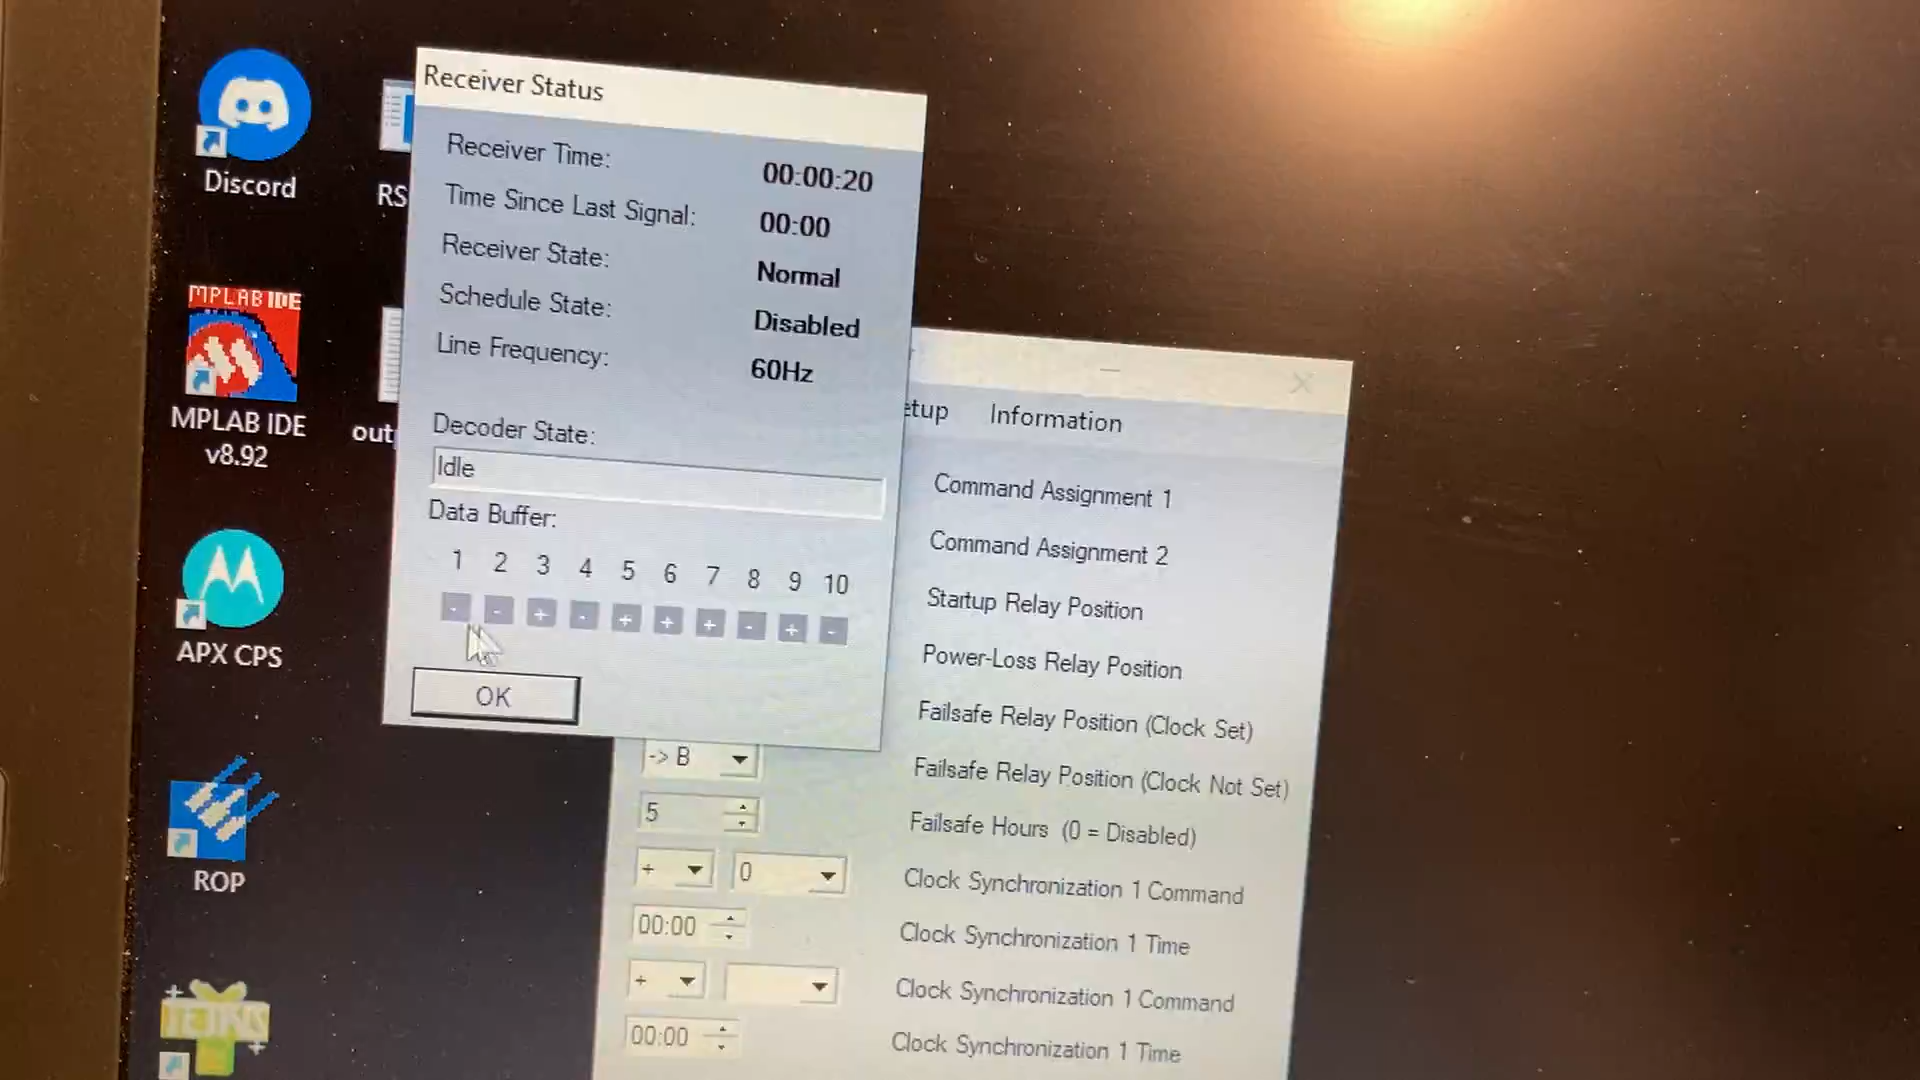 Discord
RS
MPLAB IDE
MPLAB IDE
v8.92
out
APX CPS
ROP
TETRIS
Receiver Status
Receiver Time: 00:00:20
Time Since Last Signal: 00:00
Receiver State: Normal
Schedule State: Disabled
Line Frequency: 60Hz
Decoder State:
Idle
Data Buffer:
1 2 3 4 5 6 7 8 9 10
- - + - + + + - + -
OK
etup Information
Command Assignment 1
Command Assignment 2
Startup Relay Position
Power-Loss Relay Position
Failsafe Relay Position (Clock Set)
-> B Failsafe Relay Position (Clock Not Set)
5 Failsafe Hours (0 = Disabled)
+ 0 Clock Synchronization 1 Command
00:00 Clock Synchronization 1 Time
+ Clock Synchronization 1 Command
00:00 Clock Synchronization 1 Time